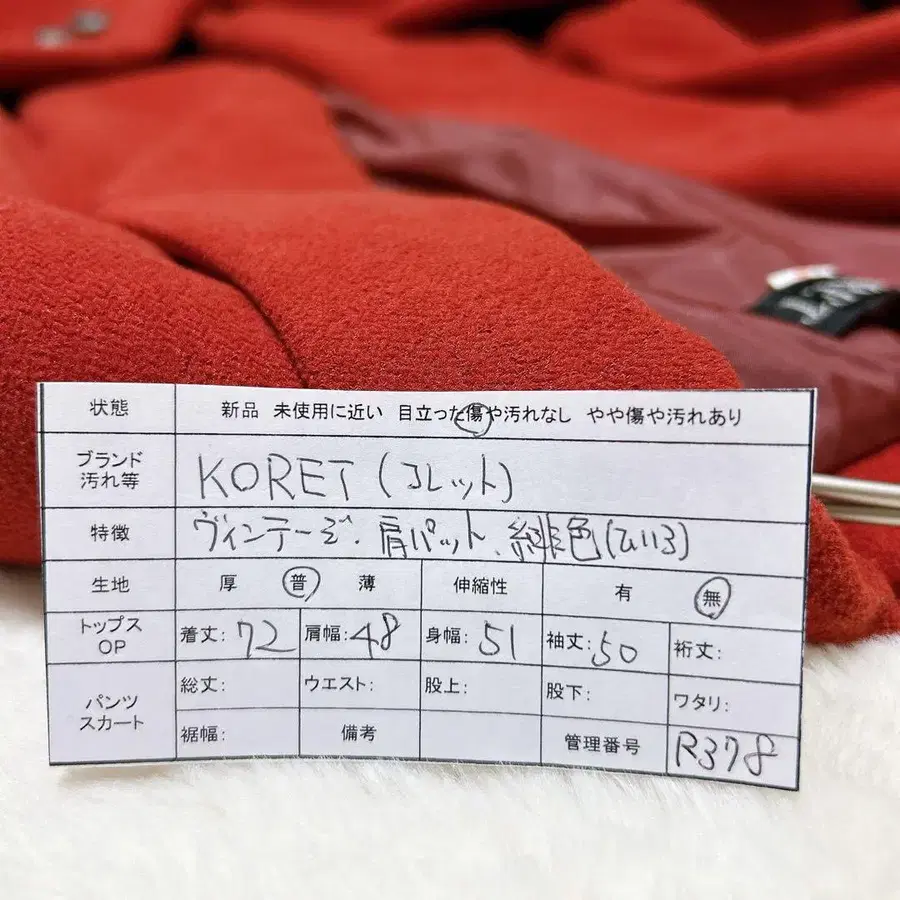 状態 新品 未使用に近い 目立った傷や汚れなし やや傷や汚れあり
ブランド
汚れ等
KORET (コレット)
特徴 ヴィンテージ、肩パット、緋色(ひいろ)
生地 厚 普 薄 伸縮性 有 無
トップス
OP
着丈: 72 肩幅: 48 身幅: 51 袖丈: 50 裄丈:
パンツ
スカート
総丈: ウエスト: 股上: 股下: ワタリ:
裾幅: 備考 管理番号 R378